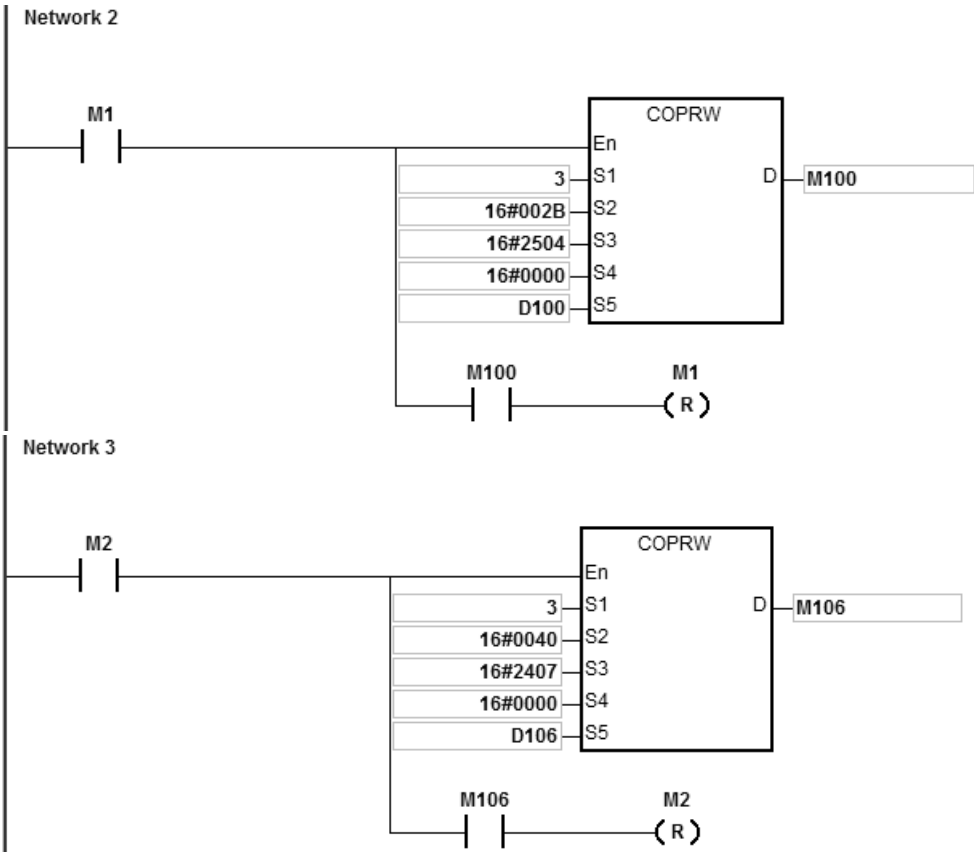 Network 2
M1
COPRW
En
3 S1 D M100
16#002B S2
16#2504 S3
16#0000 S4
D100 S5
M100 M1
( R )
Network 3
M2
COPRW
En
3 S1 D M106
16#0040 S2
16#2407 S3
16#0000 S4
D106 S5
M106 M2
( R )